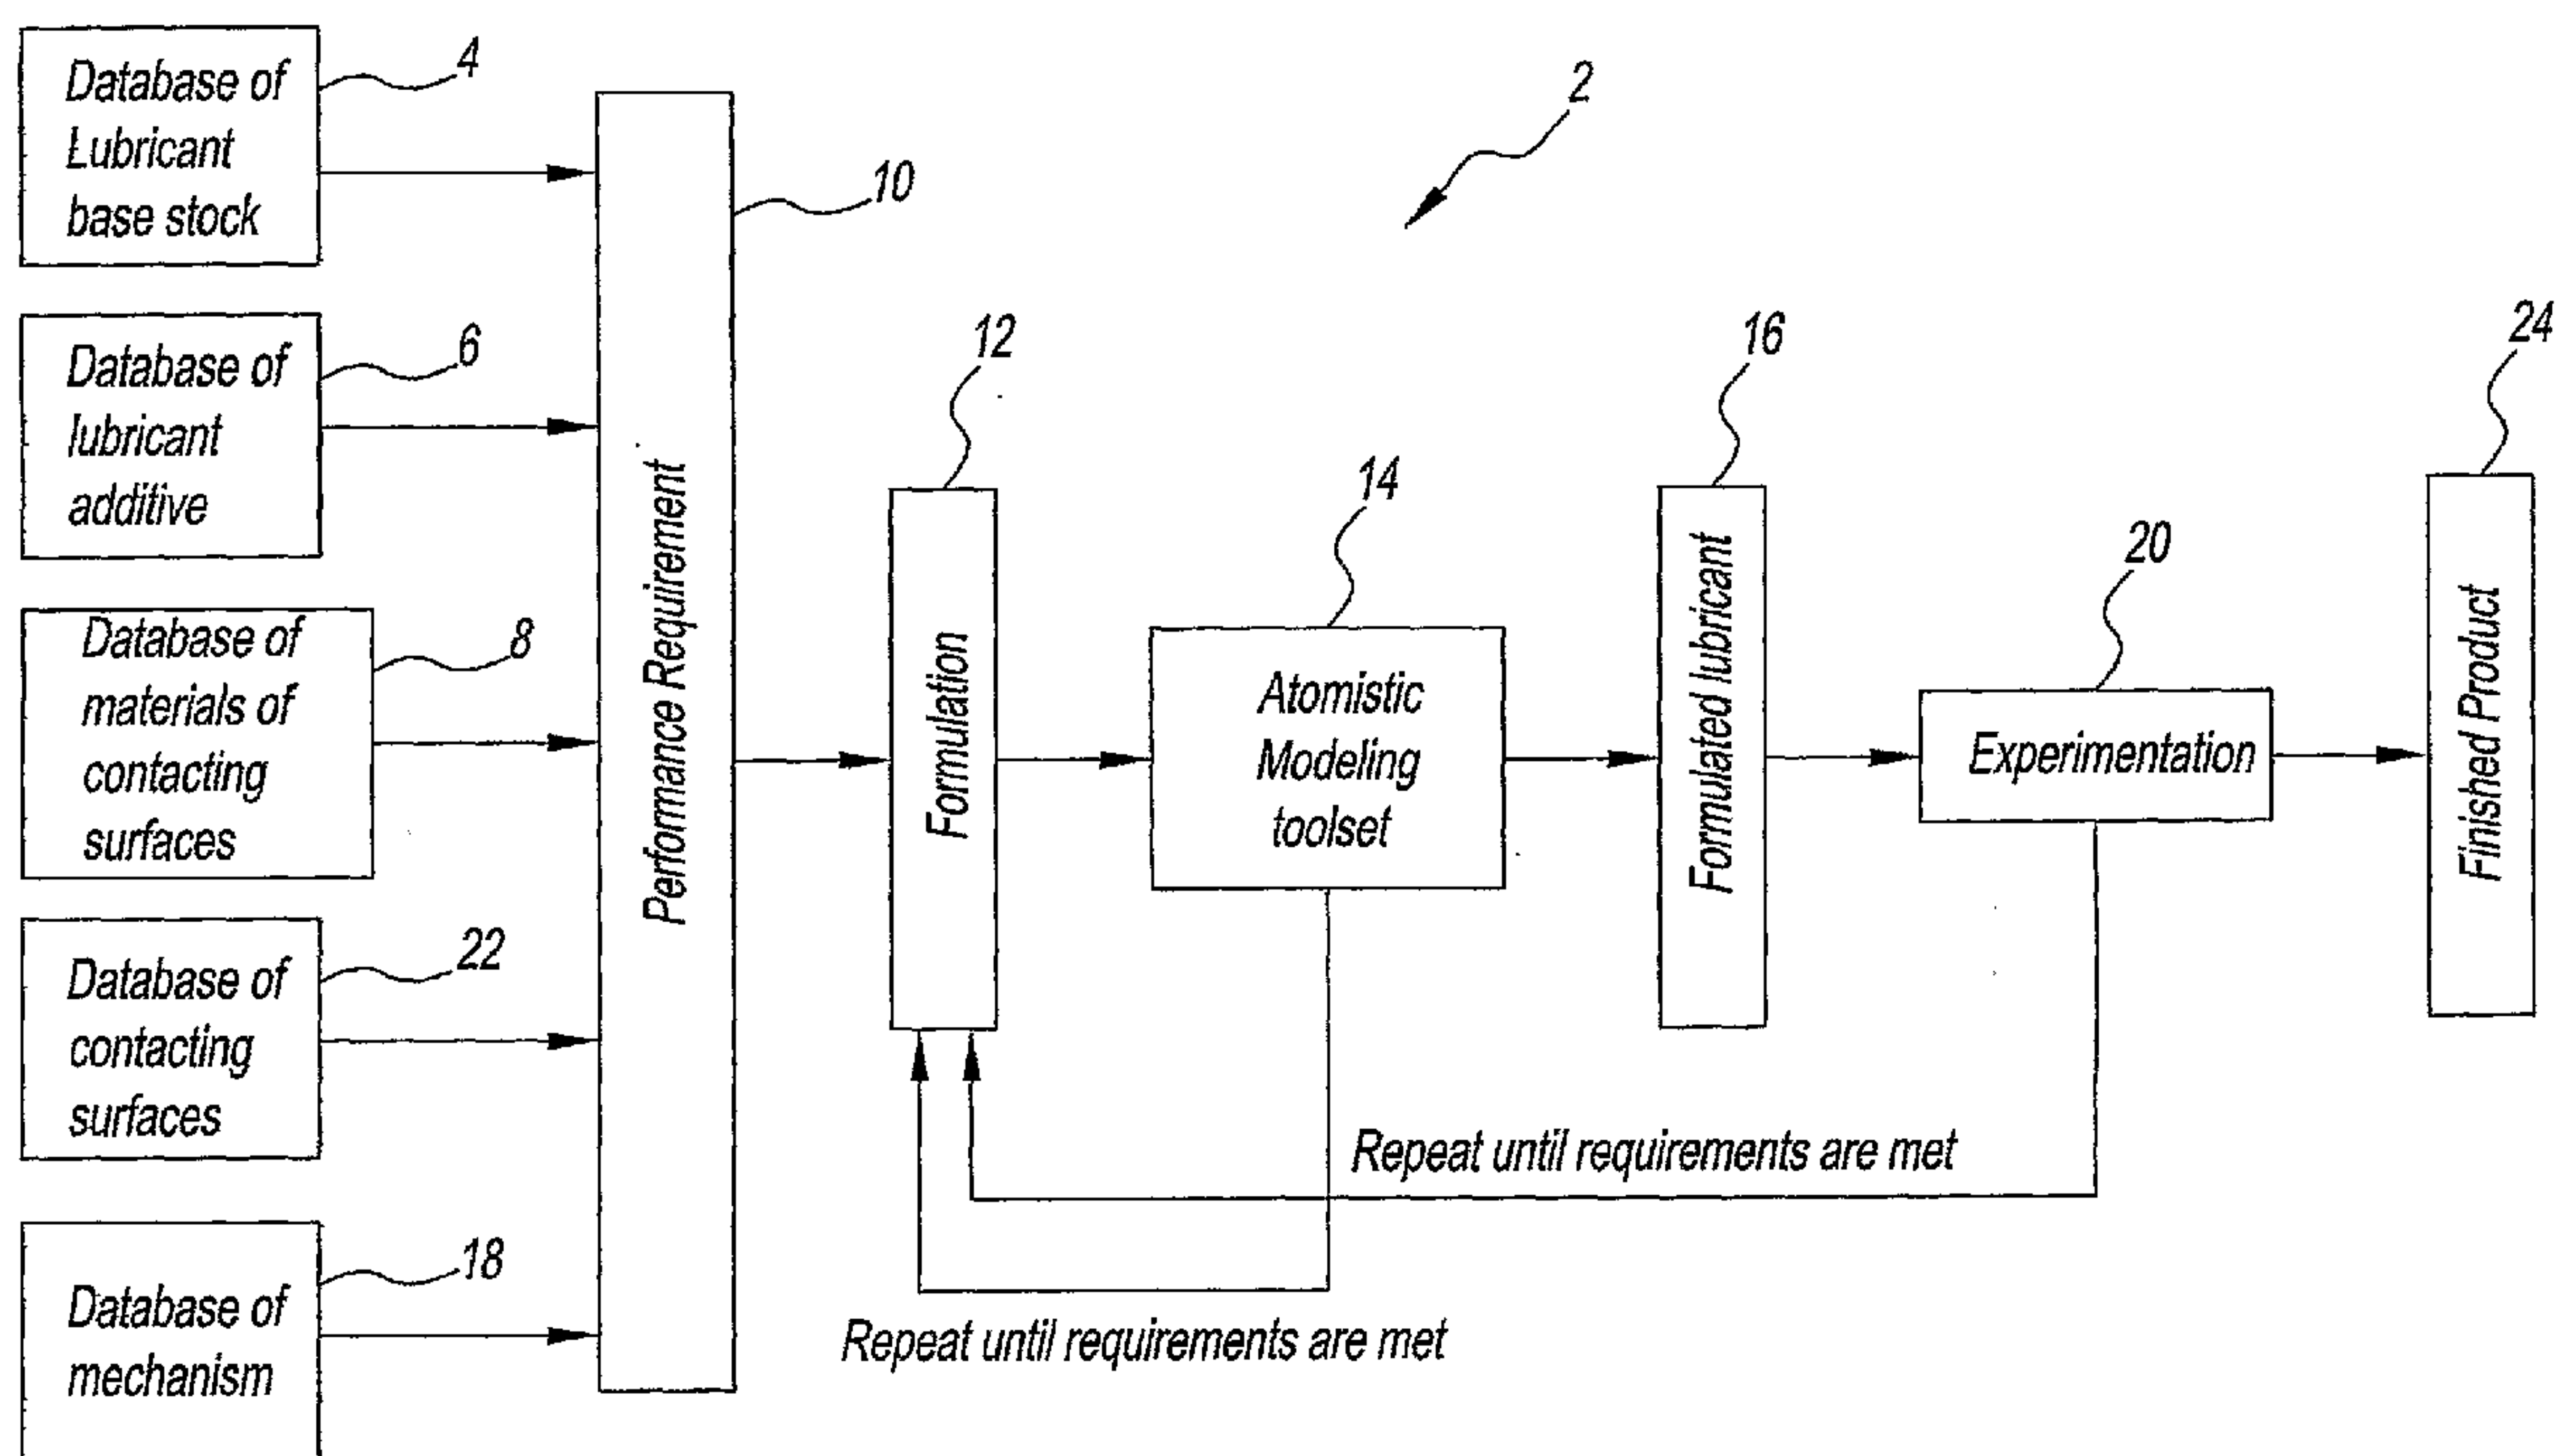 Database of
Lubricant
base stock
4
Database of
lubricant
additive
6
Database of
materials of
contacting
surfaces
8
Database of
contacting
surfaces
22
Database of
mechanism
18
Performance Requirement
10
2
Formulation
12
Atomistic
Modeling
toolset
14
Formulated lubricant
16
Experimentation
20
Finished Product
24
Repeat until requirements are met
Repeat until requirements are met